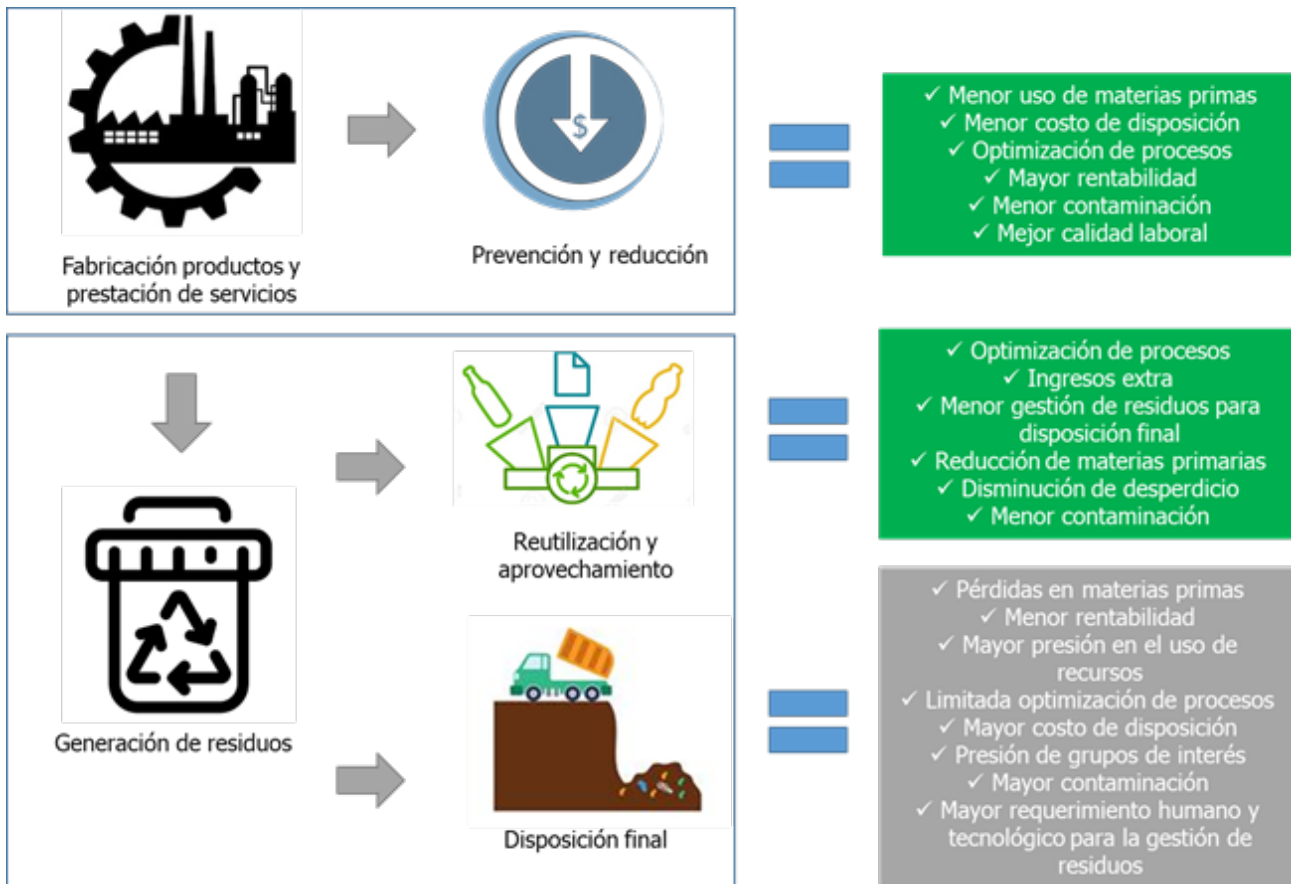 $
Fabricación productos y
prestación de servicios
Prevención y reducción
✓ Menor uso de materias primas
✓ Menor costo de disposición
✓ Optimización de procesos
✓ Mayor rentabilidad
✓ Menor contaminación
✓ Mejor calidad laboral
Generación de residuos
Reutilización y
aprovechamiento
✓ Optimización de procesos
✓ Ingresos extra
✓ Menor gestión de residuos para
disposición final
✓ Reducción de materias primarias
✓ Disminución de desperdicio
✓ Menor contaminación
Disposición final
✓ Pérdidas en materias primas
✓ Menor rentabilidad
✓ Mayor presión en el uso de
recursos
✓ Limitada optimización de procesos
✓ Mayor costo de disposición
✓ Presión de grupos de interés
✓ Mayor contaminación
✓ Mayor requerimiento humano y
tecnológico para la gestión de
residuos